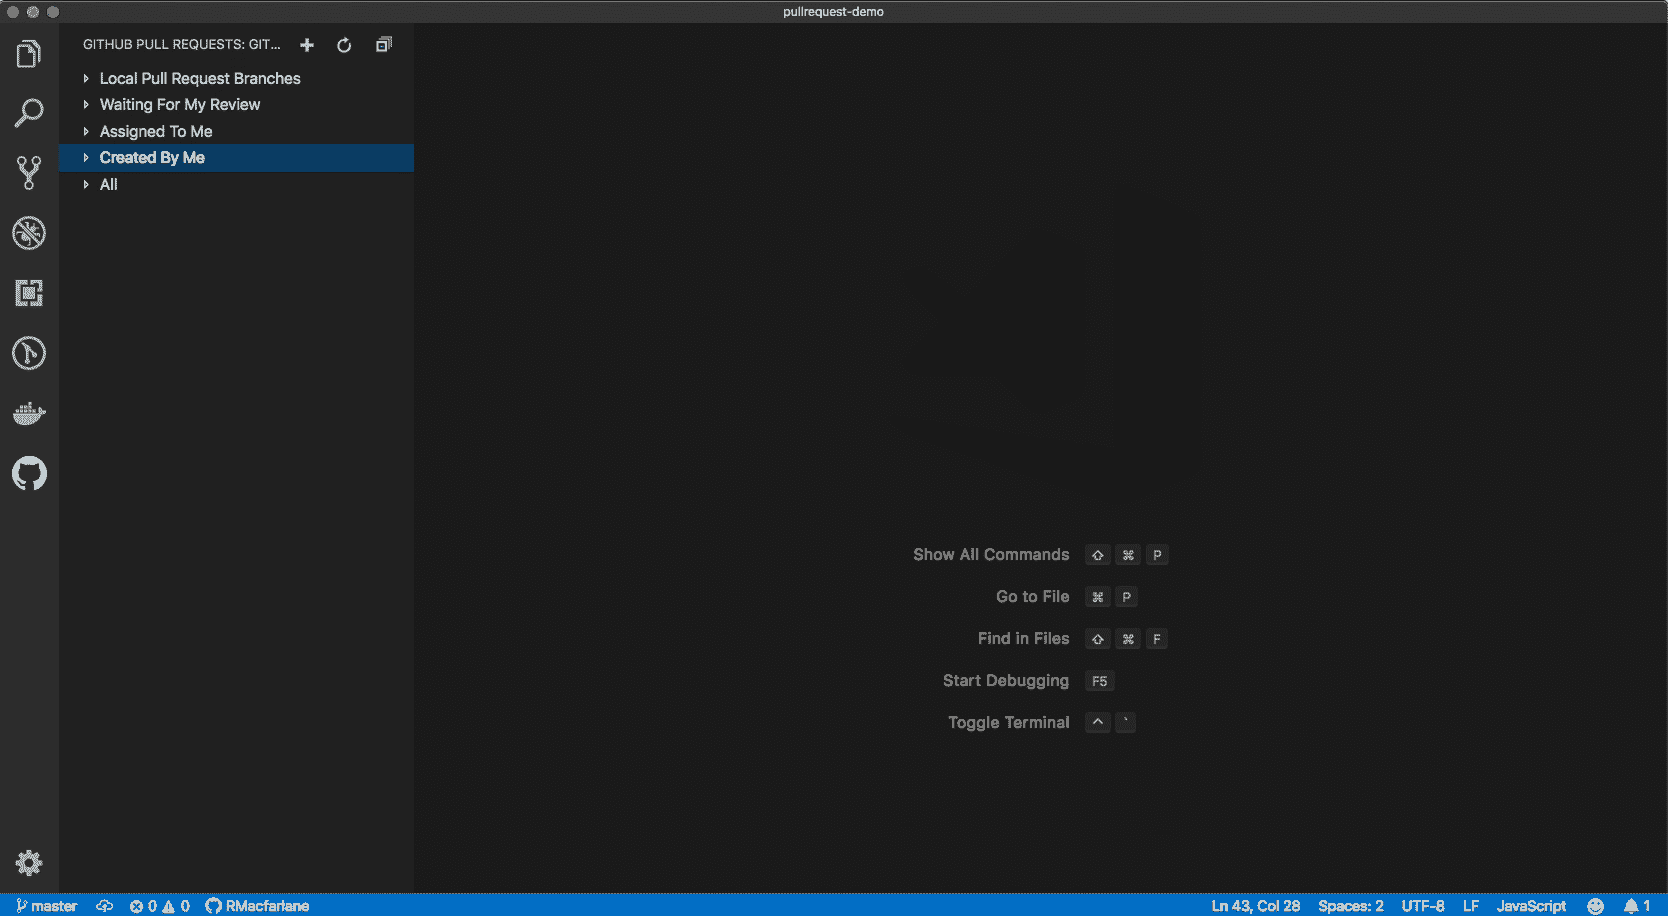 pullrequest-demo
GITHUB PULL REQUESTS: GIT...
Local Pull Request Branches
Waiting For My Review
Assigned To Me
Created By Me
All
Show All Commands ⇧ ⌘ P
Go to File ⌘ P
Find in Files ⇧ ⌘ F
Start Debugging F5
Toggle Terminal ^ `
master 0 0 RMacfarlane Ln 43, Col 28 Spaces: 2 UTF-8 LF JavaScript 1